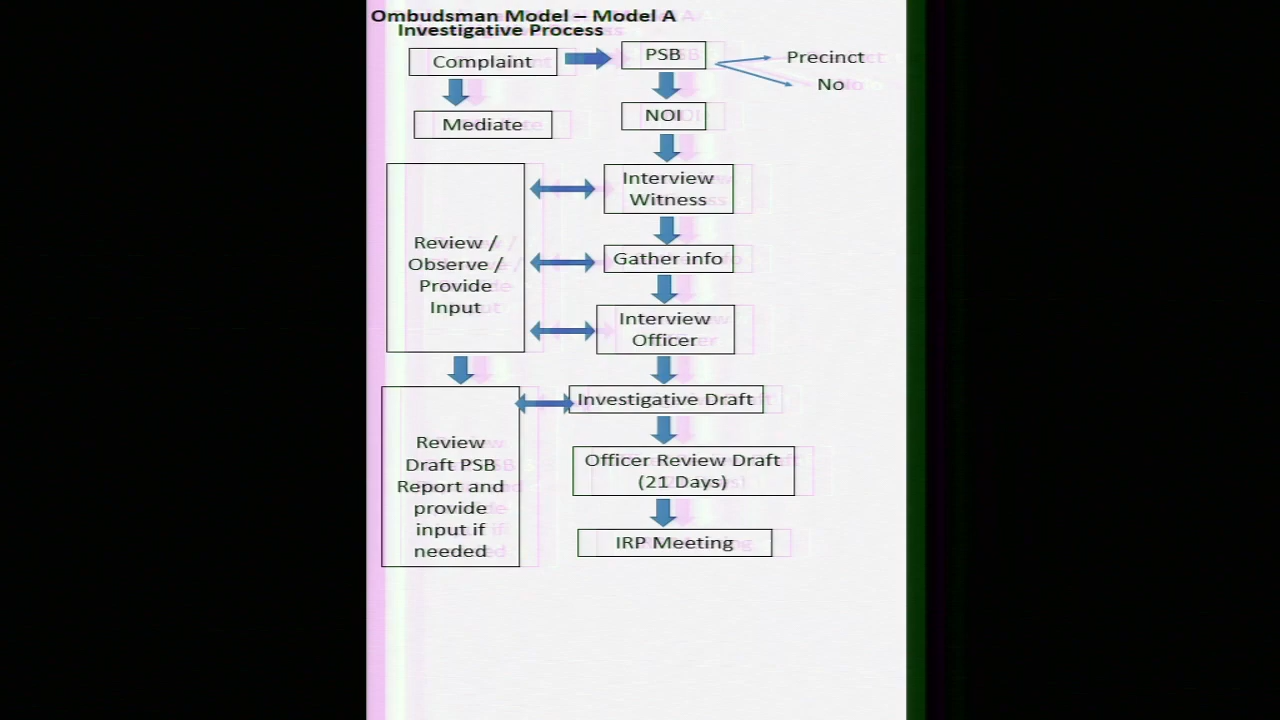 Ombudsman Model – Model A
Investigative Process
Complaint
PSB
Precinct
No
Mediate
NOI
Interview
Witness
Review /
Observe /
Provide
Input
Gather info
Interview
Officer
Investigative Draft
Review
Draft PSB
Report and
provide
input if
needed
Officer Review Draft
(21 Days)
IRP Meeting